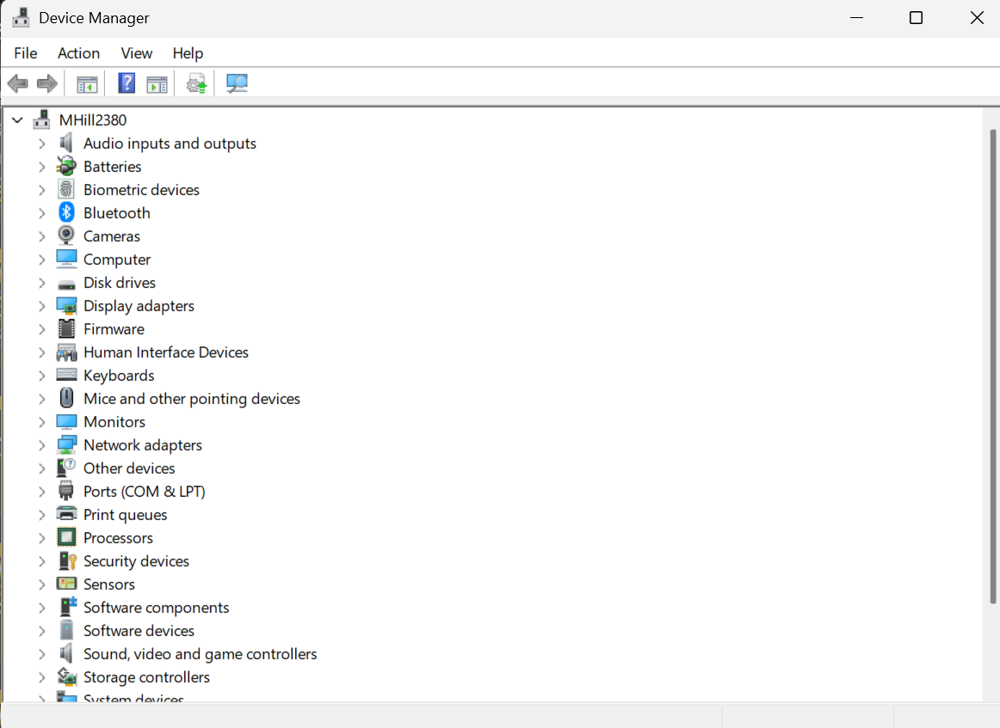 Device Manager
File Action View Help
MHill2380
Audio inputs and outputs
Batteries
Biometric devices
Bluetooth
Cameras
Computer
Disk drives
Display adapters
Firmware
Human Interface Devices
Keyboards
Mice and other pointing devices
Monitors
Network adapters
Other devices
Ports (COM & LPT)
Print queues
Processors
Security devices
Sensors
Software components
Software devices
Sound, video and game controllers
Storage controllers
System devices